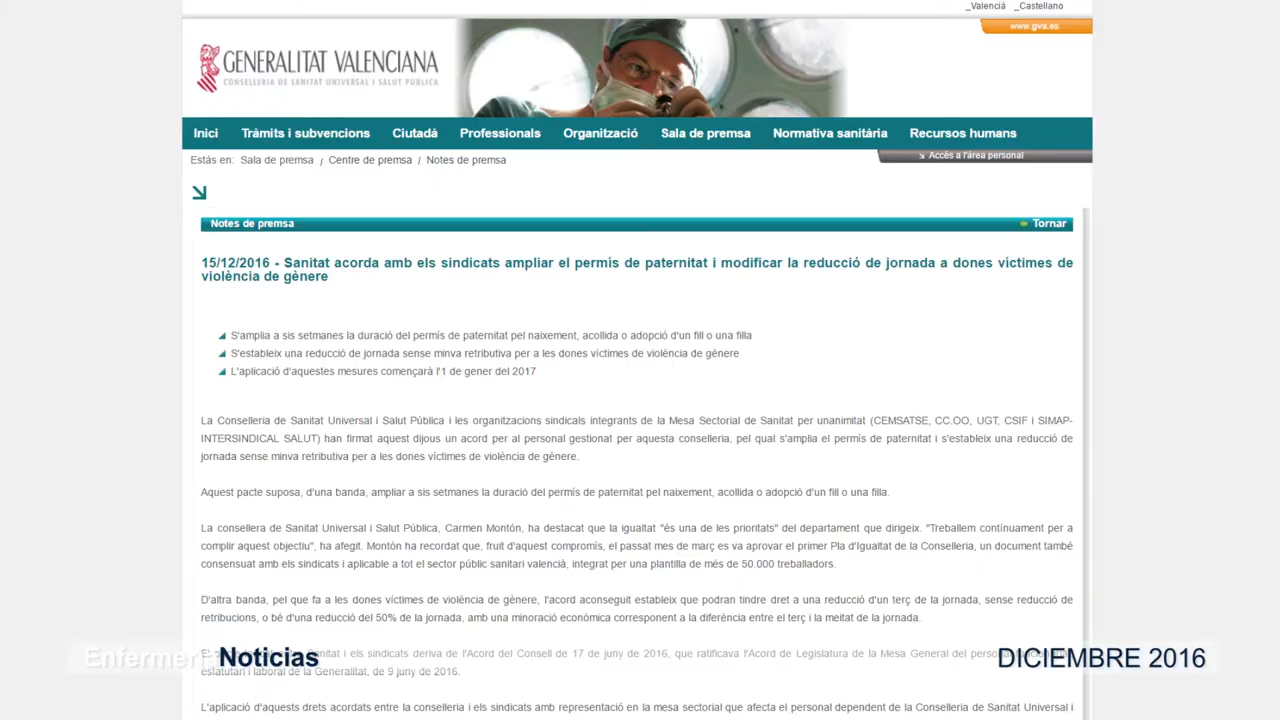 _Valencià _Castellano
www.gva.es
GENERALITAT VALENCIANA
CONSELLERIA DE SANITAT UNIVERSAL I SALUT PÚBLICA
Inici Tràmits i subvencions Ciutadà Professionals Organització Sala de premsa Normativa sanitària Recursos humans
Estàs en: Sala de premsa / Centre de premsa / Notes de premsa
Accés a l'área personal
Notes de premsa
Tornar
15/12/2016 - Sanitat acorda amb els sindicats ampliar el permís de paternitat i modificar la reducció de jornada a dones víctimes de
violència de gènere
S'amplia a sis setmanes la duració del permís de paternitat pel naixement, acollida o adopció d'un fill o una filla
S'estableix una reducció de jornada sense minva retributiva per a les dones víctimes de violència de gènere
L'aplicació d'aquestes mesures començarà l'1 de gener del 2017
La Conselleria de Sanitat Universal i Salut Pública i les organitzacions sindicals integrants de la Mesa Sectorial de Sanitat per unanimitat (CEMSATSE, CC.OO, UGT, CSIF i SIMAP-
INTERSINDICAL SALUT) han firmat aquest dijous un acord per al personal gestionat per aquesta conselleria, pel qual s'amplia el permís de paternitat i s'estableix una reducció de
jornada sense minva retributiva per a les dones víctimes de violència de gènere.
Aquest pacte suposa, d'una banda, ampliar a sis setmanes la duració del permís de paternitat pel naixement, acollida o adopció d'un fill o una filla.
La consellera de Sanitat Universal i Salut Pública, Carmen Montón, ha destacat que la igualtat "és una de les prioritats" del departament que dirigeix. "Treballem contínuament per a
complir aquest objectiu", ha afegit. Montón ha recordat que, fruit d'aquest compromís, el passat mes de març es va aprovar el primer Pla d'Igualtat de la Conselleria, un document també
consensuat amb els sindicats i aplicable a tot el sector públic sanitari valencià, integrat per una plantilla de més de 50.000 treballadors.
D'altra banda, pel que fa a les dones víctimes de violència de gènere, l'acord aconseguit estableix que podran tindre dret a una reducció d'un terç de la jornada, sense reducció de
retribucions, o bé d'una reducció del 50% de la jornada, amb una minoració econòmica corresponent a la diferència entre el terç i la meitat de la jornada.
Sanitat i els sindicats deriva de l'Acord del Consell de 17 de juny de 2016, que ratificava l'Acord de Legislatura de la Mesa General del
estatutari i laboral de la Generalitat, de 9 juny de 2016.
Noticias
DICIEMBRE 2016
L'aplicació d'aquests drets acordats entre la conselleria i els sindicats amb representació en la mesa sectorial que afecta el personal dependent de la Conselleria de Sanitat Universal i